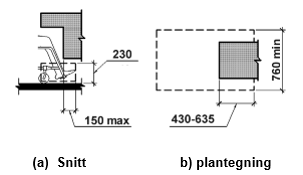 230
150 max
760 min
430-635
(a) Snitt
b) plantegning